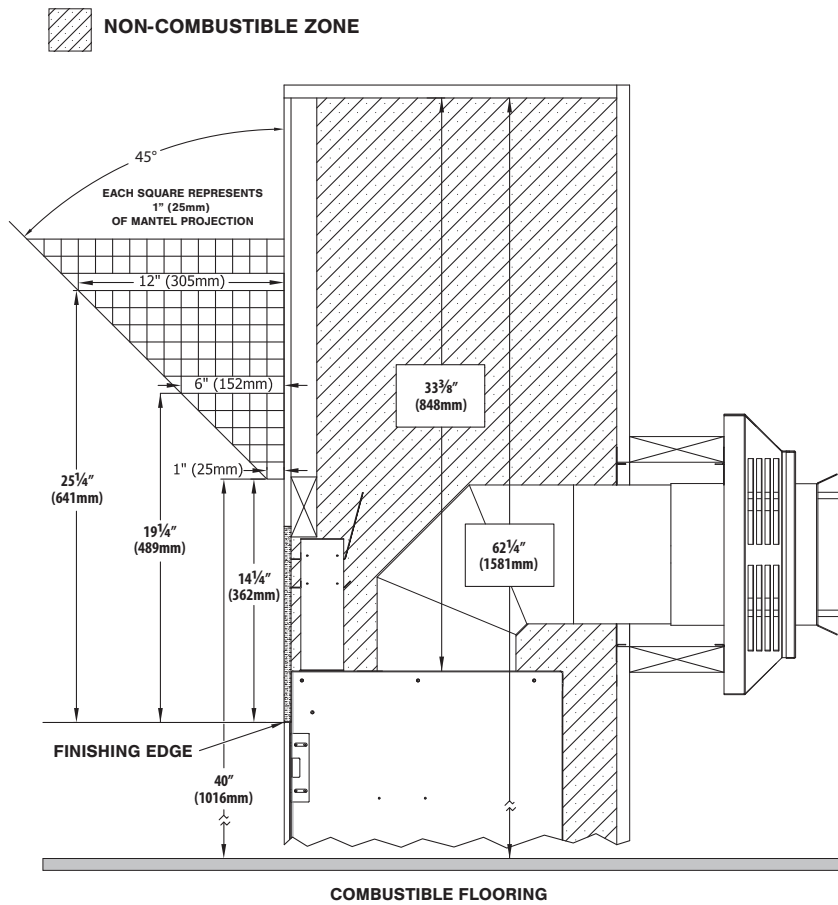 NON-COMBUSTIBLE ZONE
45°
EACH SQUARE REPRESENTS
1" (25mm)
OF MANTEL PROJECTION
12" (305mm)
6" (152mm)
33⅜"
(848mm)
1" (25mm)
25¼"
(641mm)
19¼"
(489mm)
62¼"
(1581mm)
14¼"
(362mm)
FINISHING EDGE
40"
(1016mm)
COMBUSTIBLE FLOORING